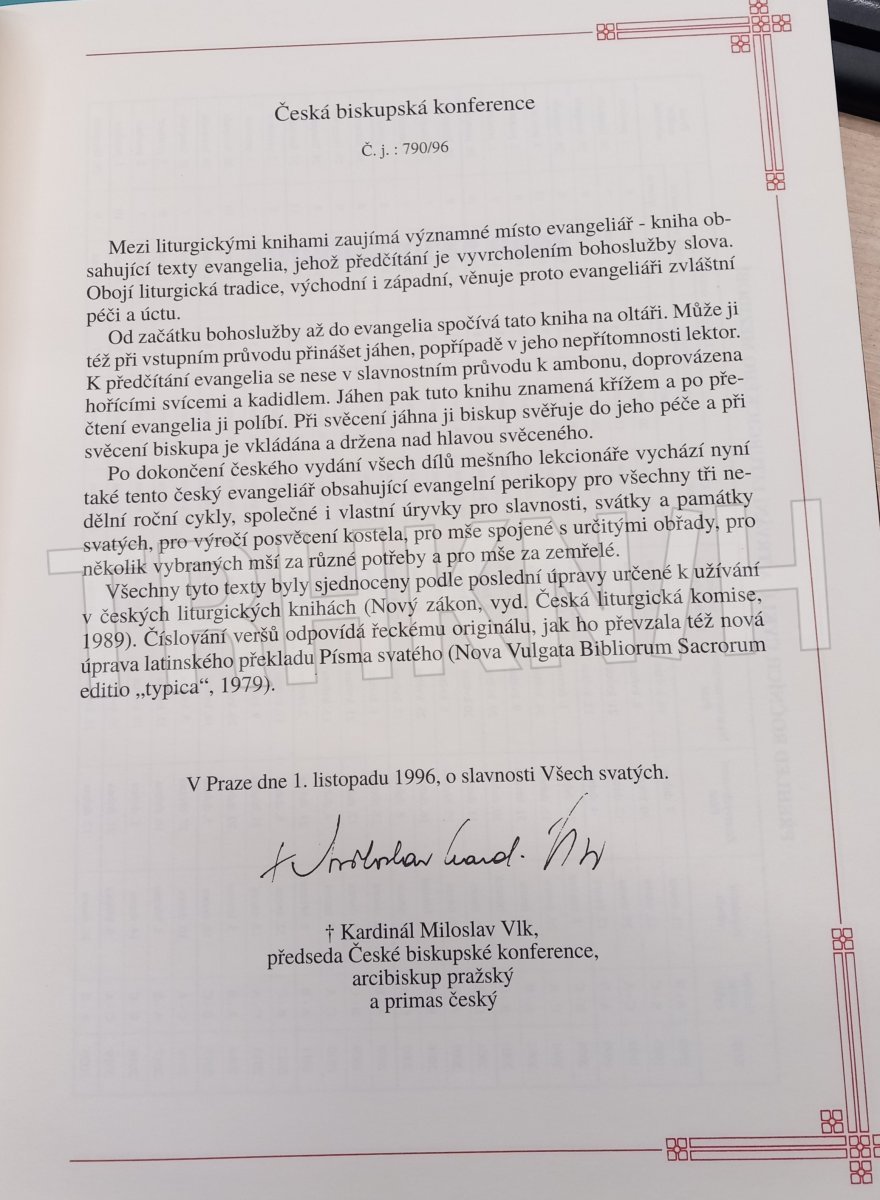 Česká biskupská konference
Č. j. : 790/96
Mezi liturgickými knihami zaujímá významné místo evangeliář - kniha ob-
sahující texty evangelia, jehož předčítání je vyvrcholením bohoslužby slova.
Obojí liturgická tradice, východní i západní, věnuje proto evangeliáři zvláštní
péči a úctu.
Od začátku bohoslužby až do evangelia spočívá tato kniha na oltáři. Může ji
též při vstupním průvodu přinášet jáhen, popřípadě v jeho nepřítomnosti lektor.
K předčítání evangelia se nese v slavnostním průvodu k ambonu, doprovázena
hořícími svícemi a kadidlem. Jáhen pak tuto knihu znamená křížem a po pře-
čtení evangelia ji políbí. Při svěcení jáhna ji biskup svěřuje do jeho péče a při
svěcení biskupa je vkládána a držena nad hlavou svěceného.
Po dokončení českého vydání všech dílů mešního lekcionáře vychází nyní
také tento český evangeliář obsahující evangelní perikopy pro všechny tři ne-
dělní roční cykly, společné i vlastní úryvky pro slavnosti, svátky a památky
svatých, pro výročí posvěcení kostela, pro mše spojené s určitými obřady, pro
několik vybraných mší za různé potřeby a pro mše za zemřelé.
Všechny tyto texty byly sjednoceny podle poslední úpravy určené k užívání
v českých liturgických knihách (Nový zákon, vyd. Česká liturgická komise,
1989). Číslování veršů odpovídá řeckému originálu, jak ho převzala též nová
úprava latinského překladu Písma svatého (Nova Vulgata Bibliorum Sacrorum
editio „typica“, 1979).
TRHKNIH
V Praze dne 1. listopadu 1996, o slavnosti Všech svatých.
† Miloslav card. Vlk
† Kardinál Miloslav Vlk,
předseda České biskupské konference,
arcibiskup pražský
a primas český